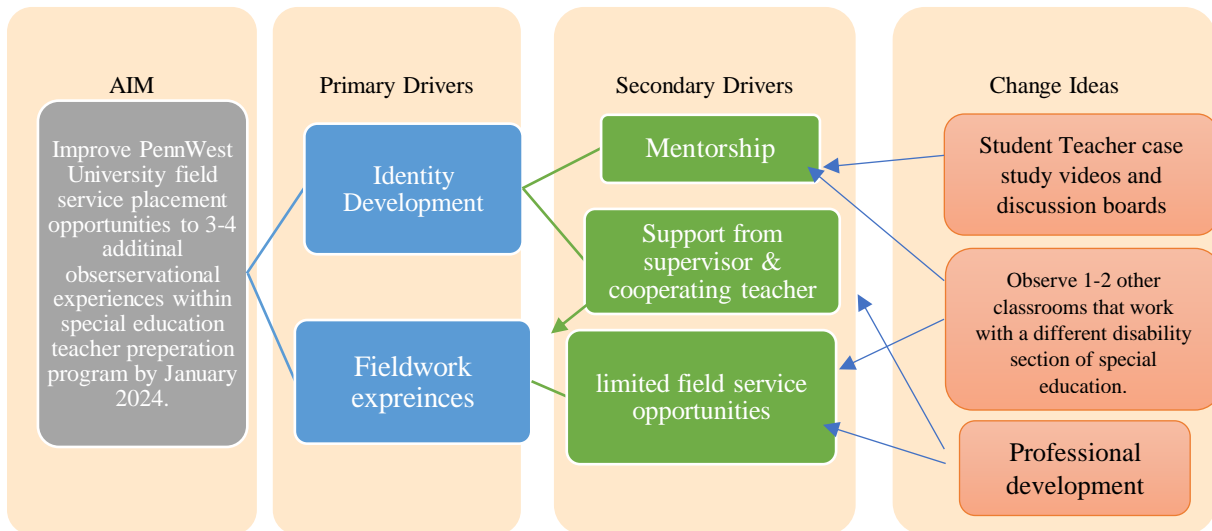 AIM
Improve PennWest
University field
service placement
opportunities to 3-4
additinal
obserservational
experiences within
special education
teacher preperation
program by January
2024.
Primary Drivers
Identity
Development
Fieldwork
expreinces
Secondary Drivers
Mentorship
Support from
supervisor &
cooperating teacher
limited field service
opportunities
Change Ideas
Student Teacher case
study videos and
discussion boards
Observe 1-2 other
classrooms that work
with a different disability
section of special
education.
Professional
development